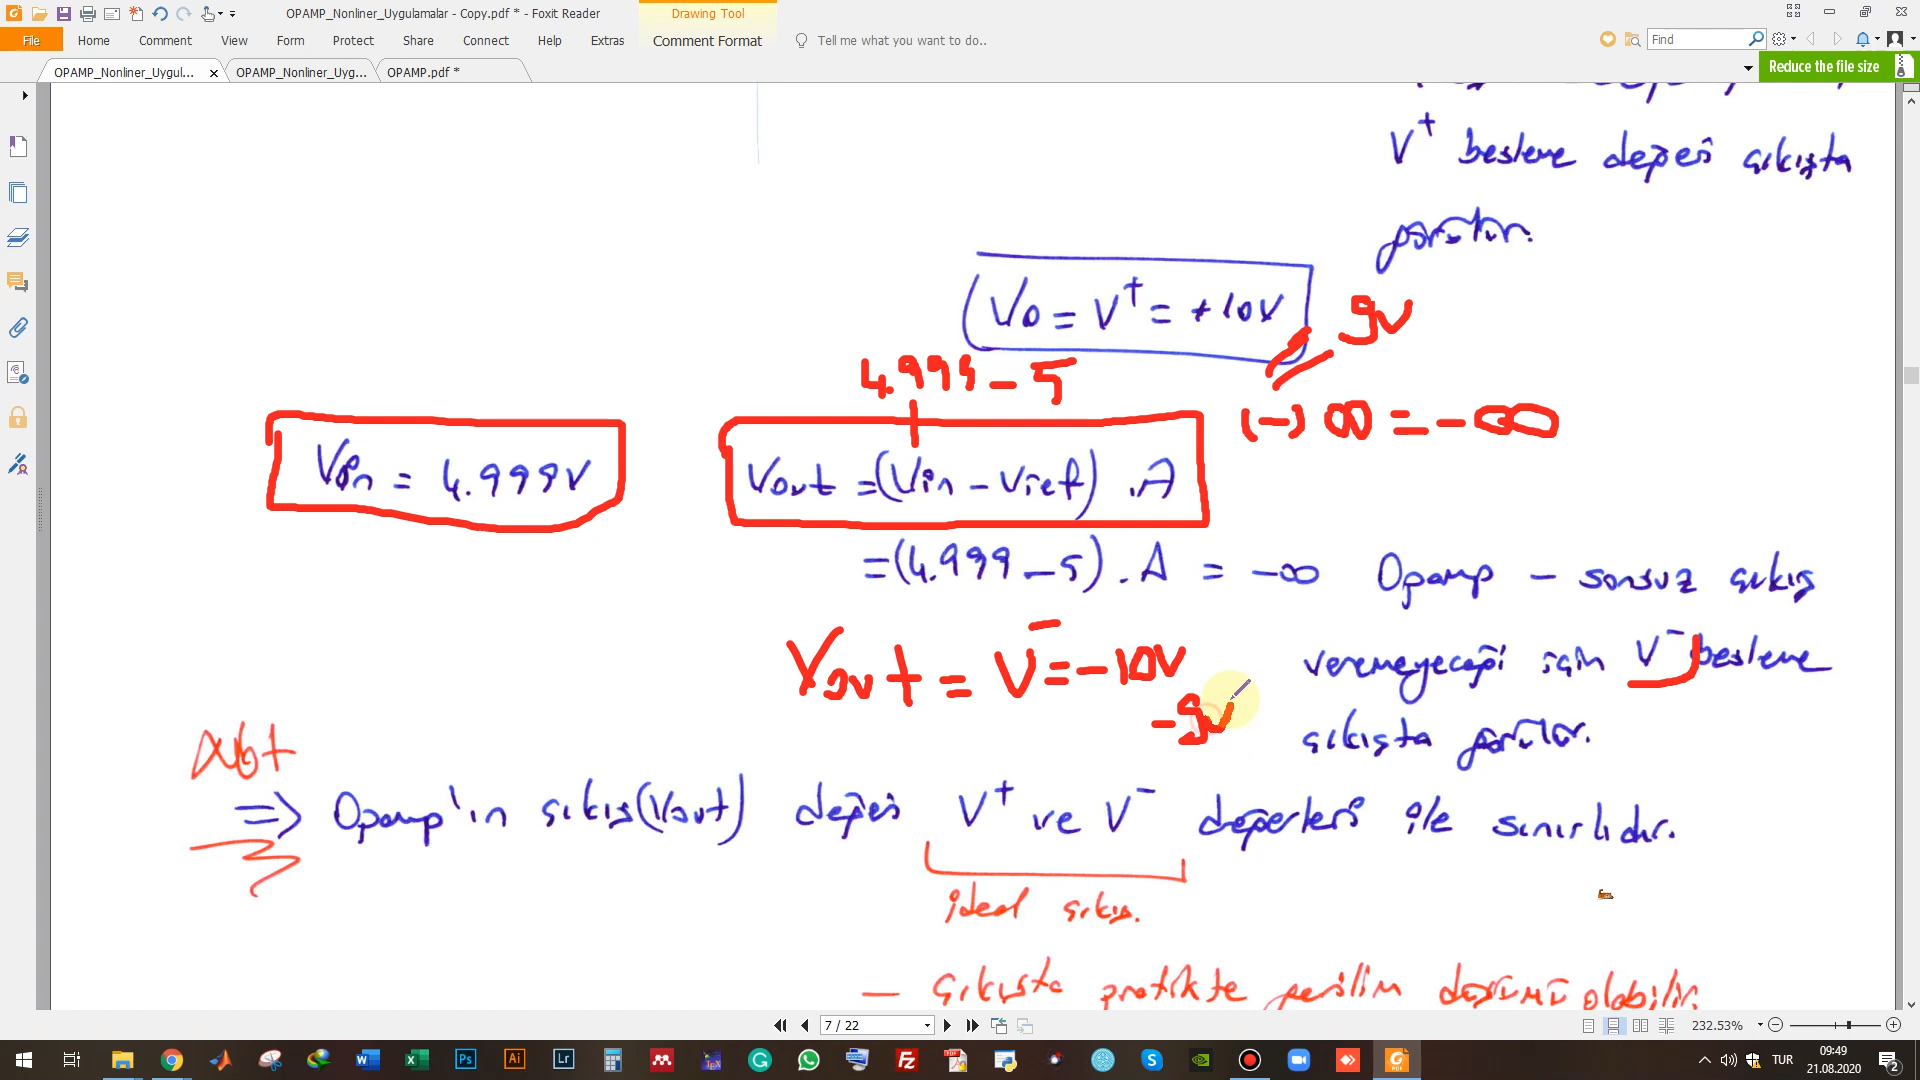 OPAMP_Nonliner_Uygulamalar - Copy.pdf * - Foxit Reader
Drawing Tool
File
Home
Comment
View
Form
Protect
Share
Connect
Help
Extras
Comment Format
Tell me what you want to do..
Find
OPAMP_Nonliner_Uygul...
OPAMP_Nonliner_Uyg...
OPAMP.pdf *
Reduce the file size
V⁺ besleme değeri çıkışta
görülür.
V0 = V⁺ = +10V
9V
4.999 - 5
(-) ∞ = -∞
Vin = 4.999V
Vout = (Vin - Vref) . A
= (4.999 - 5) . A = -∞ Opamp - sonsuz çıkış
Vout = V⁻ = -10V
veremeyeceği için V⁻ besleme
-9V
çıkışta görülür.
Not
=> Opamp'ın çıkış(Vout) değeri V⁺ ve V⁻ değerleri ile sınırlıdır.
ideal çıkış.
- Çıkışta pratikte gerilim düşümü olabilir.
7 / 22
232.53%
TUR
09:49
21.08.2020
2